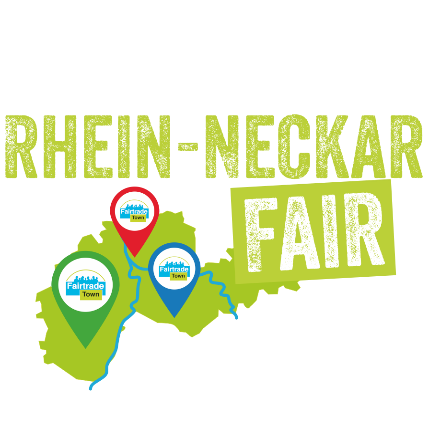 RHEIN-NECKAR
FAIR
Fairtrade
Town
Fairtrade
Town
Fairtrade
Town